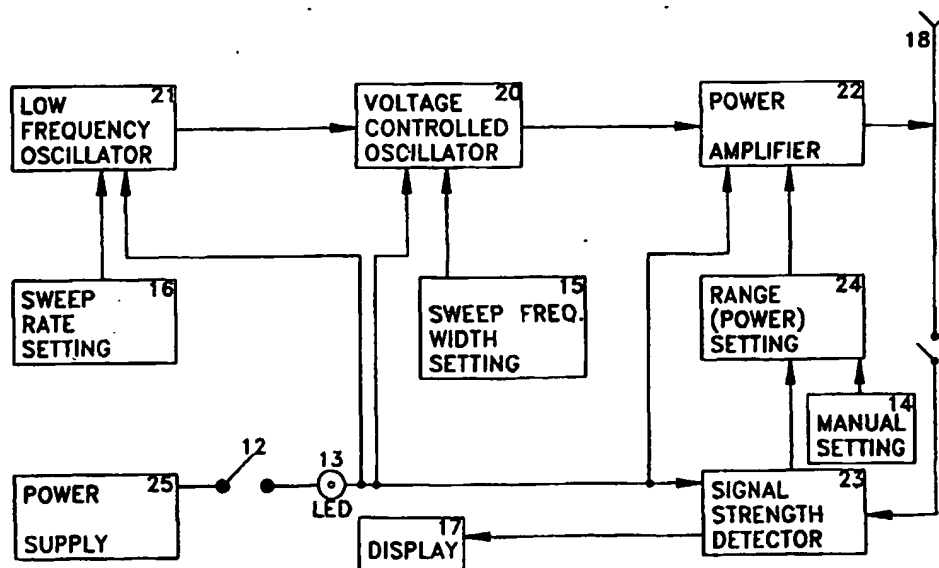 18
21
LOW
FREQUENCY
OSCILLATOR
20
VOLTAGE
CONTROLLED
OSCILLATOR
22
POWER
AMPLIFIER
16
SWEEP
RATE
SETTING
15
SWEEP FREQ.
WIDTH
SETTING
24
RANGE
(POWER)
SETTING
14
MANUAL
SETTING
12
13
LED
25
POWER
SUPPLY
17
DISPLAY
23
SIGNAL
STRENGTH
DETECTOR